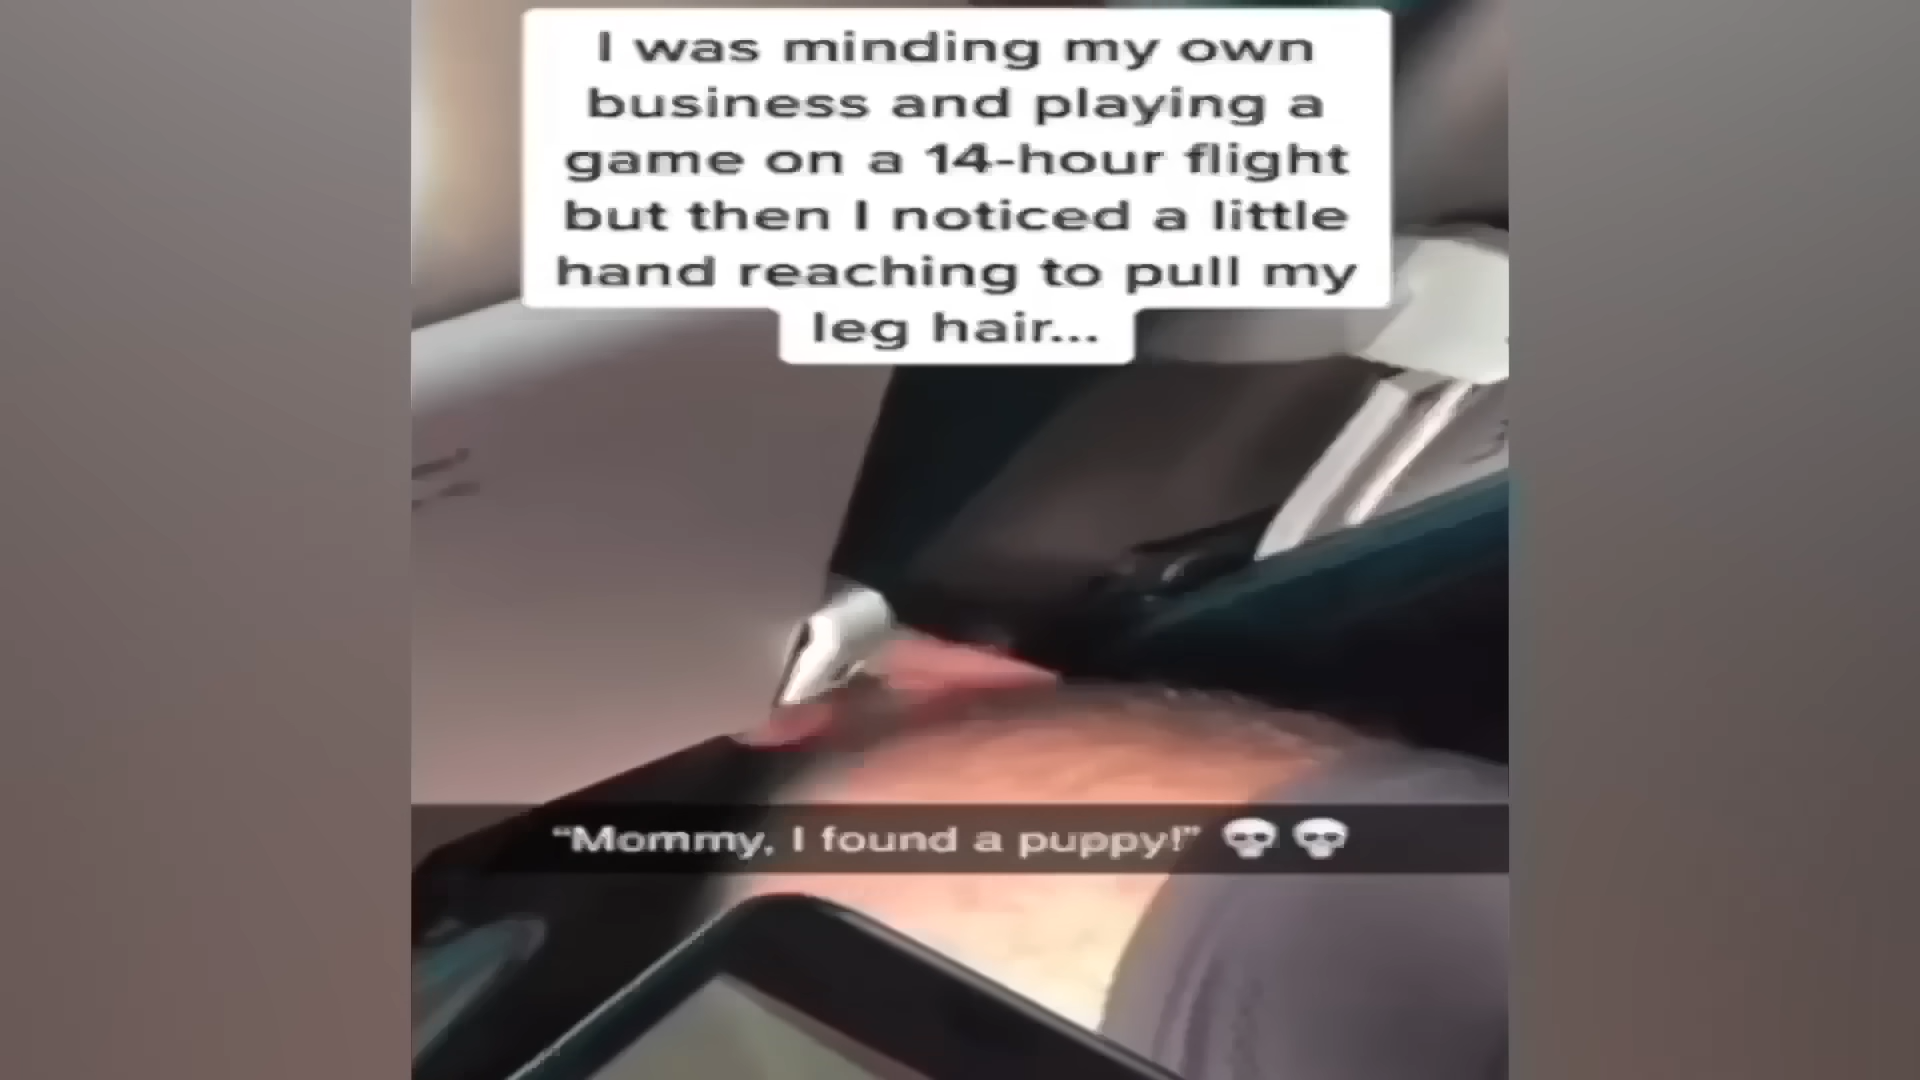 I was minding my own
business and playing a
game on a 14-hour flight
but then I noticed a little
hand reaching to pull my
leg hair...
“Mommy, I found a puppy!” 💀💀